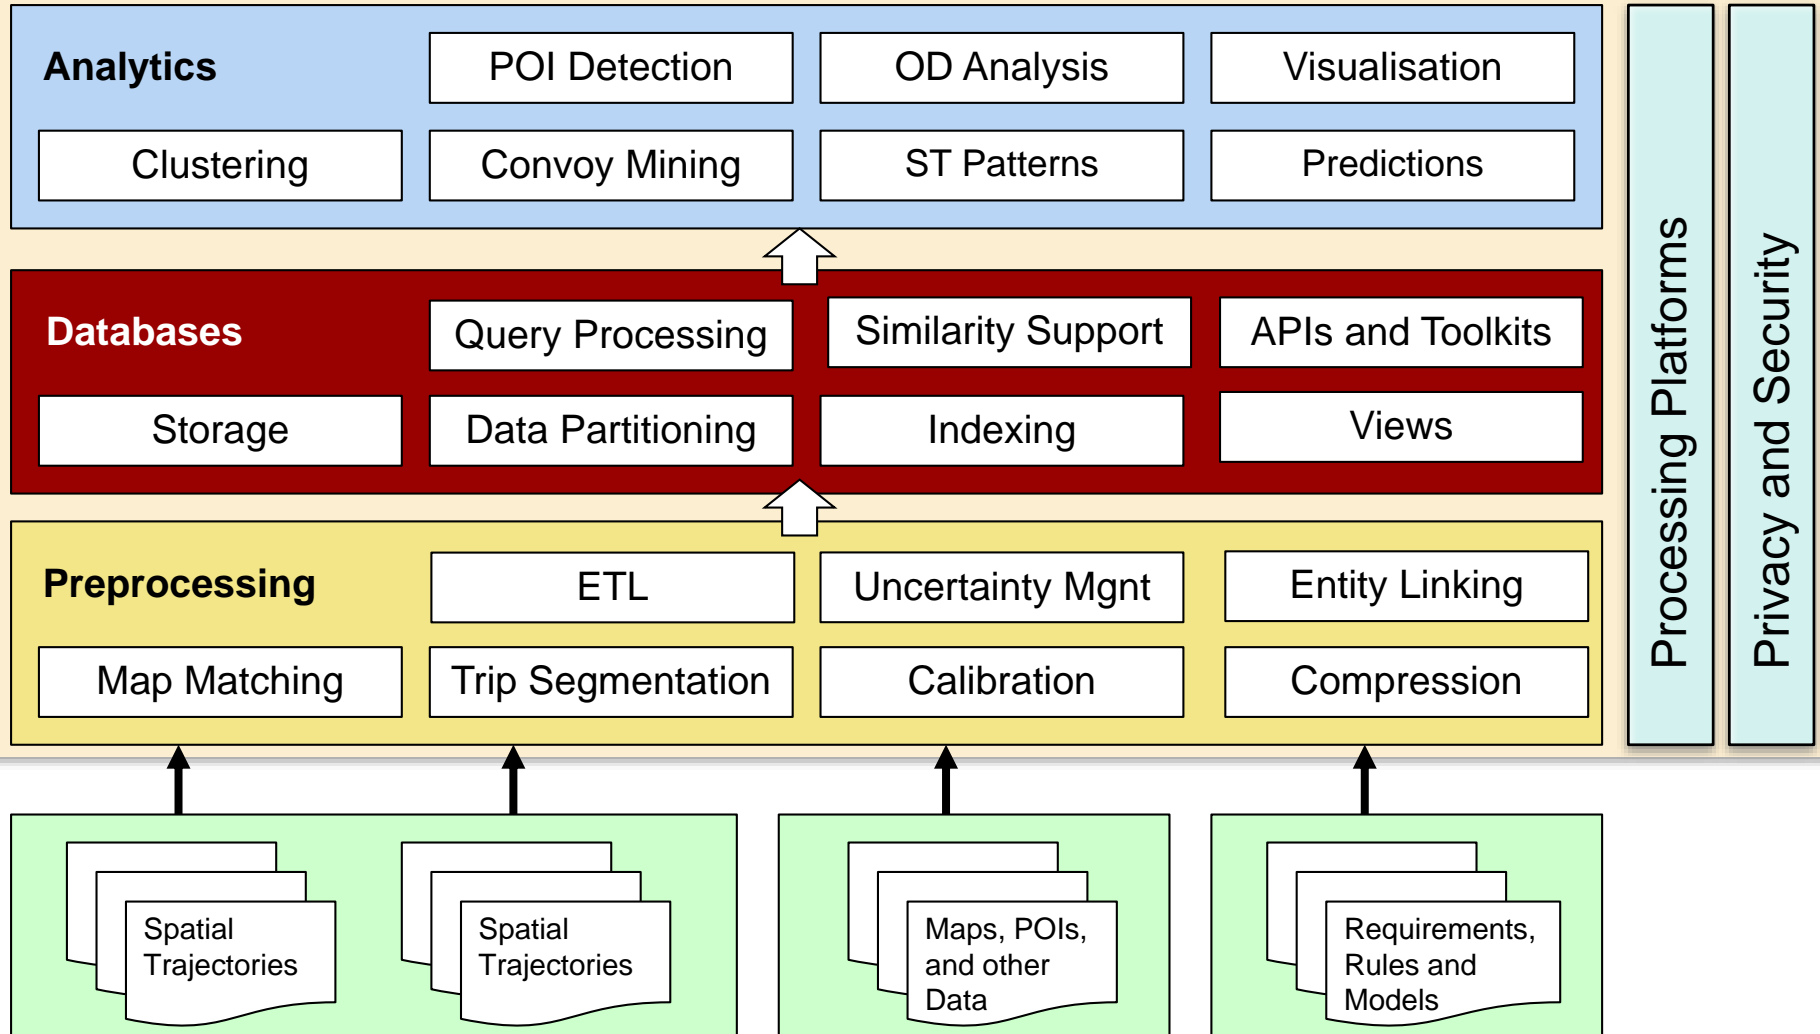 Analytics
POI Detection
OD Analysis
Visualisation
Clustering
Convoy Mining
ST Patterns
Predictions
Databases
Query Processing
Similarity Support
APIs and Toolkits
Storage
Data Partitioning
Indexing
Views
Preprocessing
ETL
Uncertainty Mgnt
Entity Linking
Map Matching
Trip Segmentation
Calibration
Compression
Processing Platforms
Privacy and Security
Spatial
Trajectories
Spatial
Trajectories
Maps, POIs,
and other
Data
Requirements,
Rules and
Models